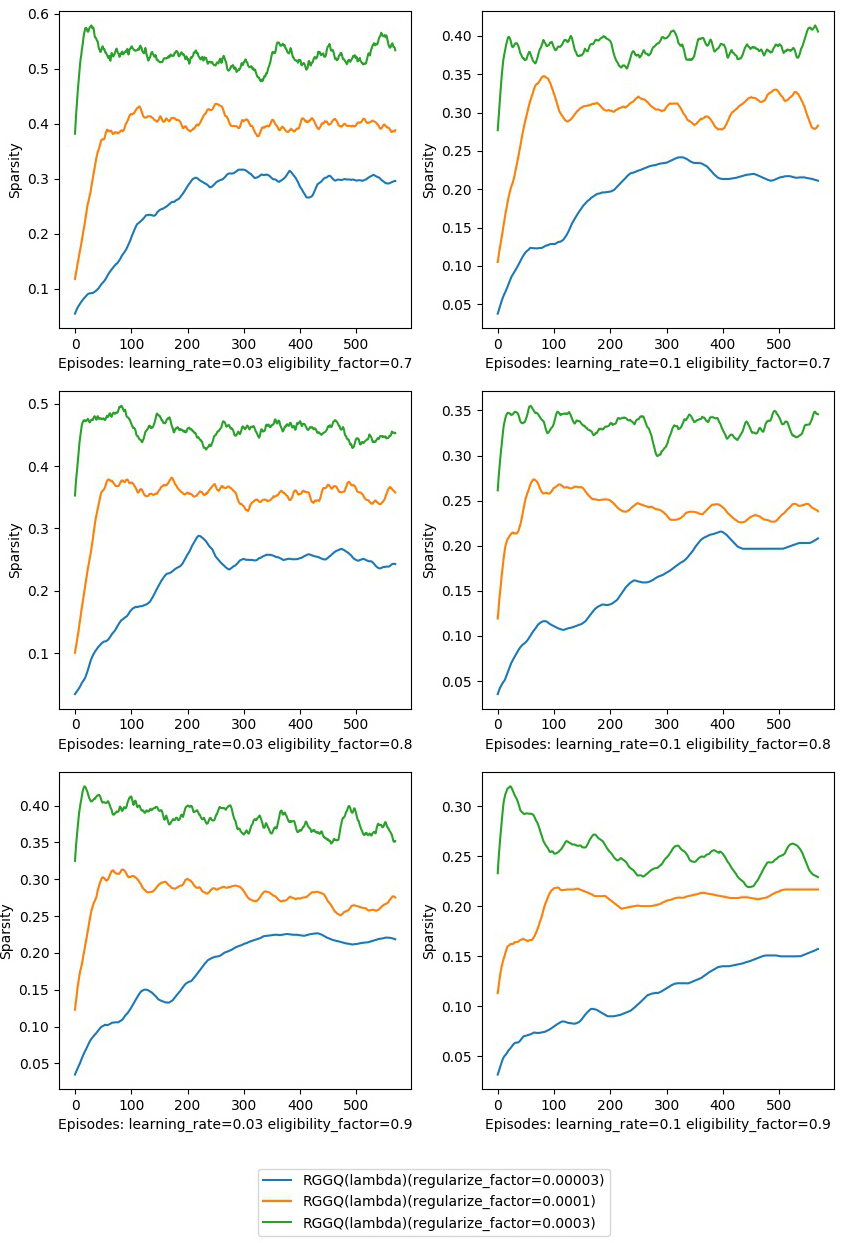 0.6
0.5
0.4
0.3
0.2
0.1
Sparsity
0 100 200 300 400 500
Episodes: learning_rate=0.03 eligibility_factor=0.7
0.40
0.35
0.30
0.25
0.20
0.15
0.10
0.05
Sparsity
0 100 200 300 400 500
Episodes: learning_rate=0.1 eligibility_factor=0.7
0.5
0.4
0.3
0.2
0.1
Sparsity
0 100 200 300 400 500
Episodes: learning_rate=0.03 eligibility_factor=0.8
0.35
0.30
0.25
0.20
0.15
0.10
0.05
Sparsity
0 100 200 300 400 500
Episodes: learning_rate=0.1 eligibility_factor=0.8
0.40
0.35
0.30
0.25
0.20
0.15
0.10
0.05
Sparsity
0 100 200 300 400 500
Episodes: learning_rate=0.03 eligibility_factor=0.9
0.30
0.25
0.20
0.15
0.10
0.05
Sparsity
0 100 200 300 400 500
Episodes: learning_rate=0.1 eligibility_factor=0.9
RGGQ(lambda)(regularize_factor=0.00003)
RGGQ(lambda)(regularize_factor=0.0001)
RGGQ(lambda)(regularize_factor=0.0003)